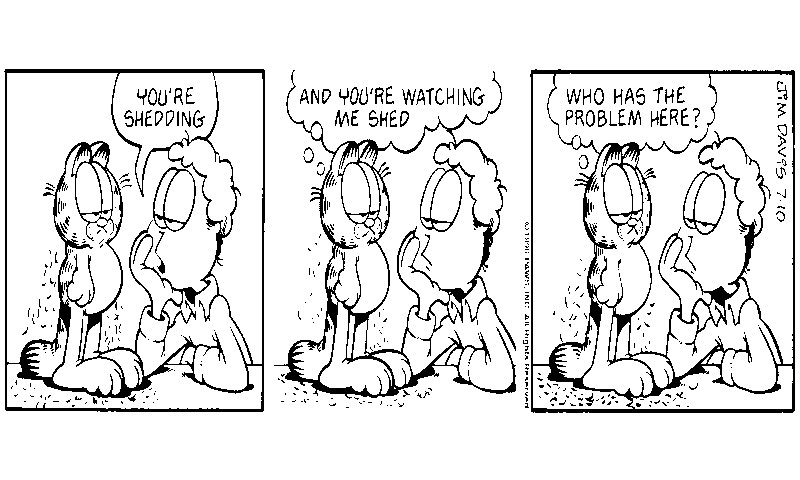 YOU'RE
SHEDDING
AND YOU'RE WATCHING
ME SHED
WHO HAS THE
PROBLEM HERE?
JIM DAVIS 7-10